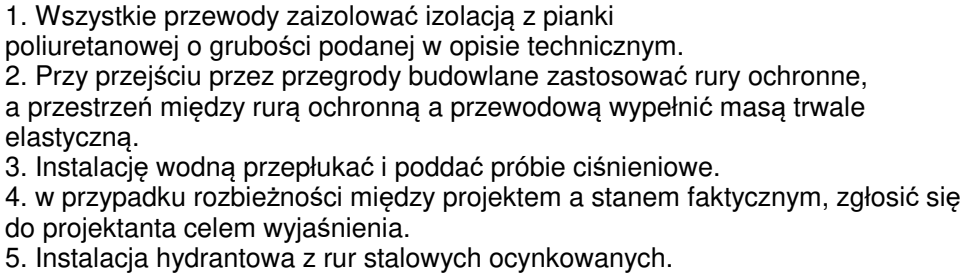 1. Wszystkie przewody zaizolować izolacją z pianki
poliuretanowej o grubości podanej w opisie technicznym.
2. Przy przejściu przez przegrody budowlane zastosować rury ochronne,
a przestrzeń między rurą ochronną a przewodową wypełnić masą trwale
elastyczną.
3. Instalację wodną przepłukać i poddać próbie ciśnieniowe.
4. w przypadku rozbieżności między projektem a stanem faktycznym, zgłosić się
do projektanta celem wyjaśnienia.
5. Instalacja hydrantowa z rur stalowych ocynkowanych.